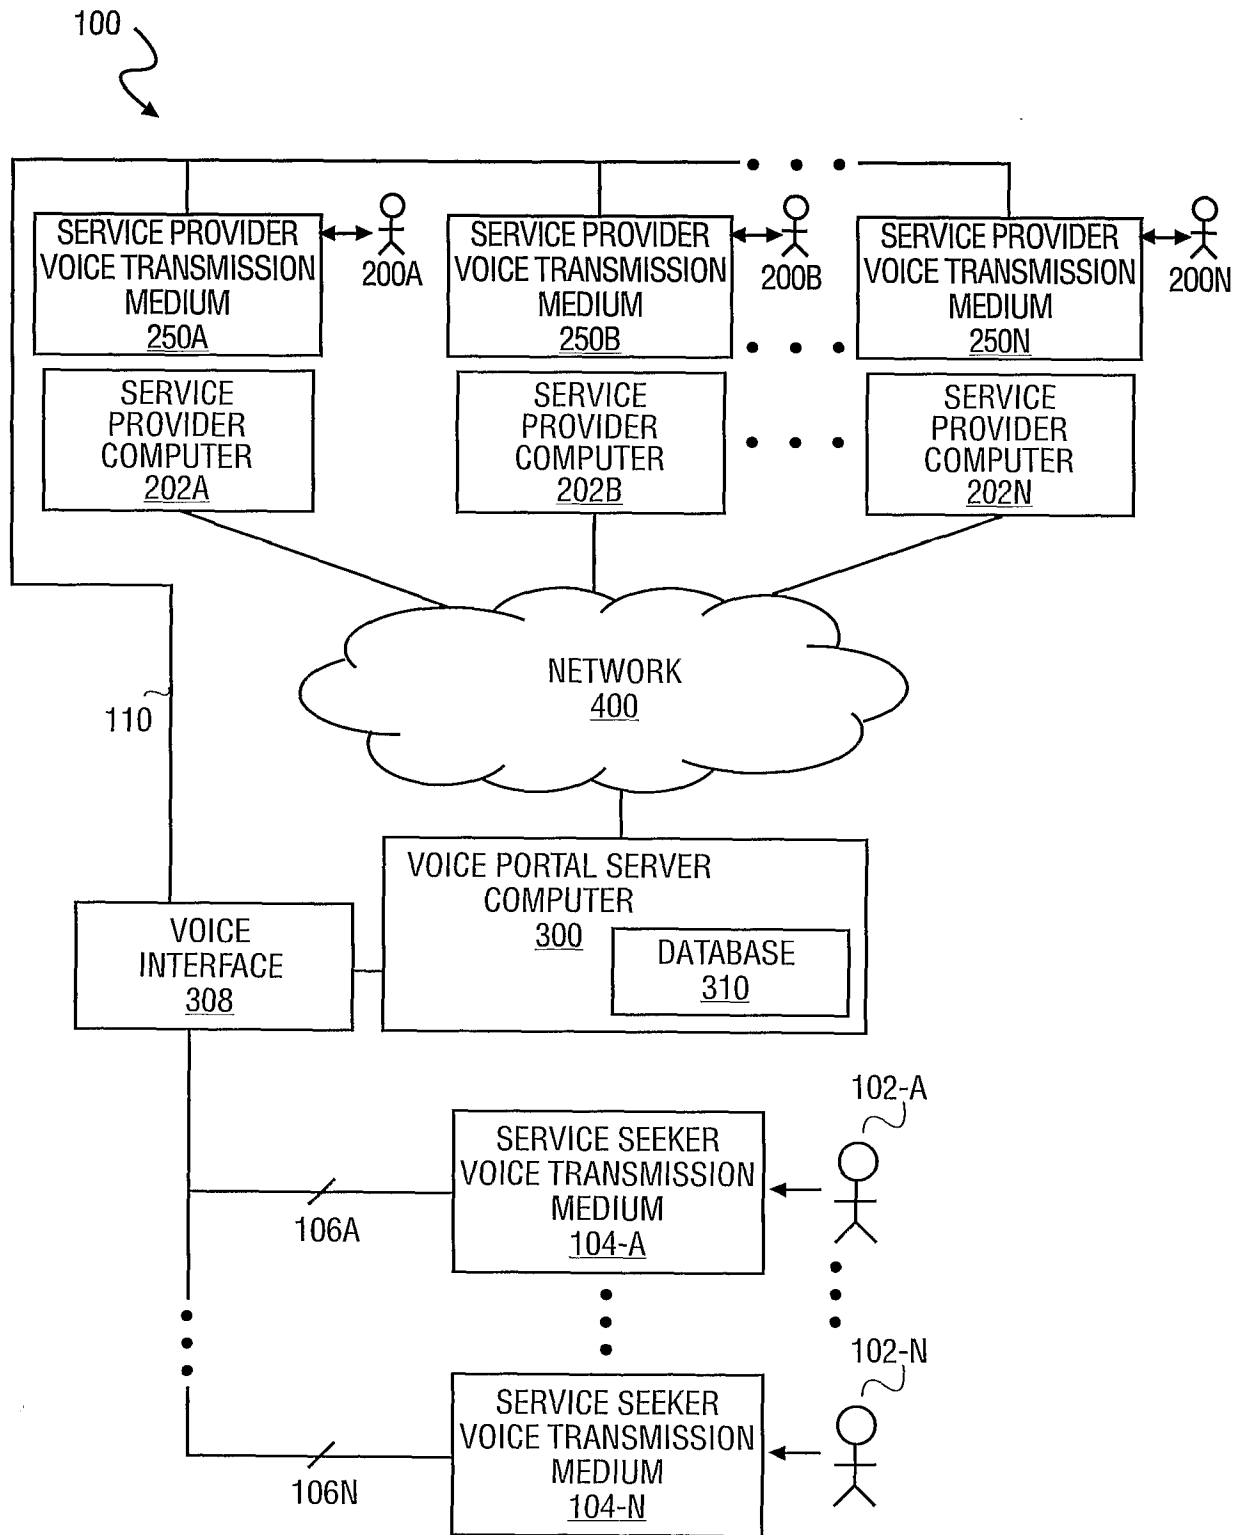 100
SERVICE PROVIDER
VOICE TRANSMISSION
MEDIUM
250A
200A
SERVICE PROVIDER
VOICE TRANSMISSION
MEDIUM
250B
200B
SERVICE PROVIDER
VOICE TRANSMISSION
MEDIUM
250N
200N
SERVICE
PROVIDER
COMPUTER
202A
SERVICE
PROVIDER
COMPUTER
202B
SERVICE
PROVIDER
COMPUTER
202N
NETWORK
400
110
VOICE PORTAL SERVER
COMPUTER
300
DATABASE
310
VOICE
INTERFACE
308
102-A
SERVICE SEEKER
VOICE TRANSMISSION
MEDIUM
104-A
106A
102-N
SERVICE SEEKER
VOICE TRANSMISSION
MEDIUM
104-N
106N